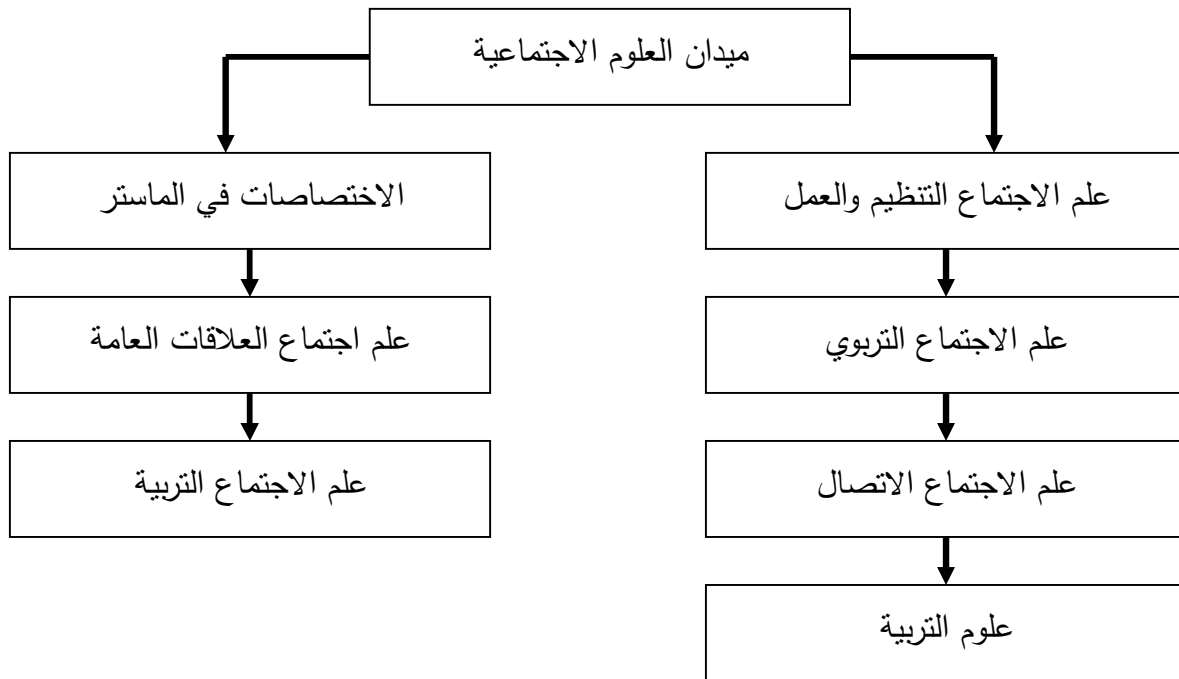 ميدان العلوم الاجتماعية
علم الاجتماع التنظيم والعمل
الاختصاصات في الماستر
علم الاجتماع التربوي
علم اجتماع العلاقات العامة
علم الاجتماع الاتصال
علم الاجتماع التربية
علوم التربية